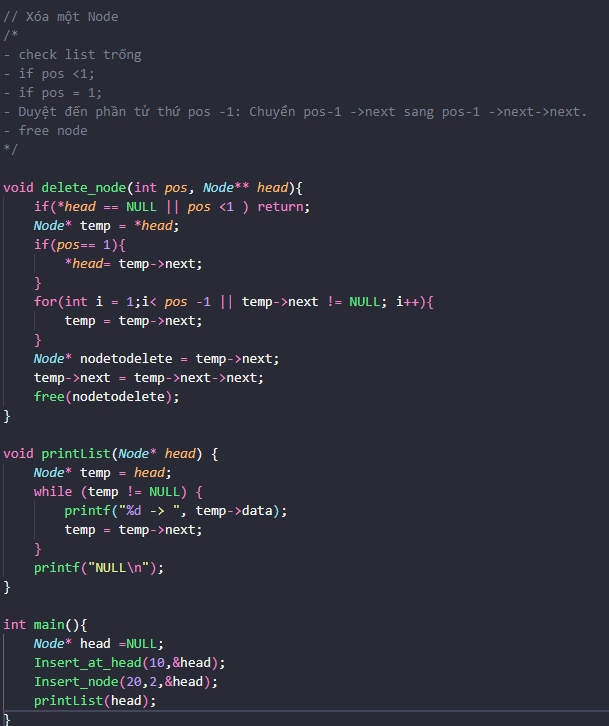 // Xóa một Node
/*
- check list trống
- if pos <1;
- if pos = 1;
- Duyệt đến phần tử thứ pos -1: Chuyển pos-1 ->next sang pos-1 ->next->next.
- free node
*/
void delete_node(int pos, Node** head){
if(*head == NULL || pos <1 ) return;
Node* temp = *head;
if(pos== 1){
*head= temp->next;
}
for(int i = 1;i< pos -1 || temp->next != NULL; i++){
temp = temp->next;
}
Node* nodetodelete = temp->next;
temp->next = temp->next->next;
free(nodetodelete);
}
void printList(Node* head) {
Node* temp = head;
while (temp != NULL) {
printf("%d -> ", temp->data);
temp = temp->next;
}
printf("NULL\n");
}
int main(){
Node* head =NULL;
Insert_at_head(10,&head);
Insert_node(20,2,&head);
printList(head);
}